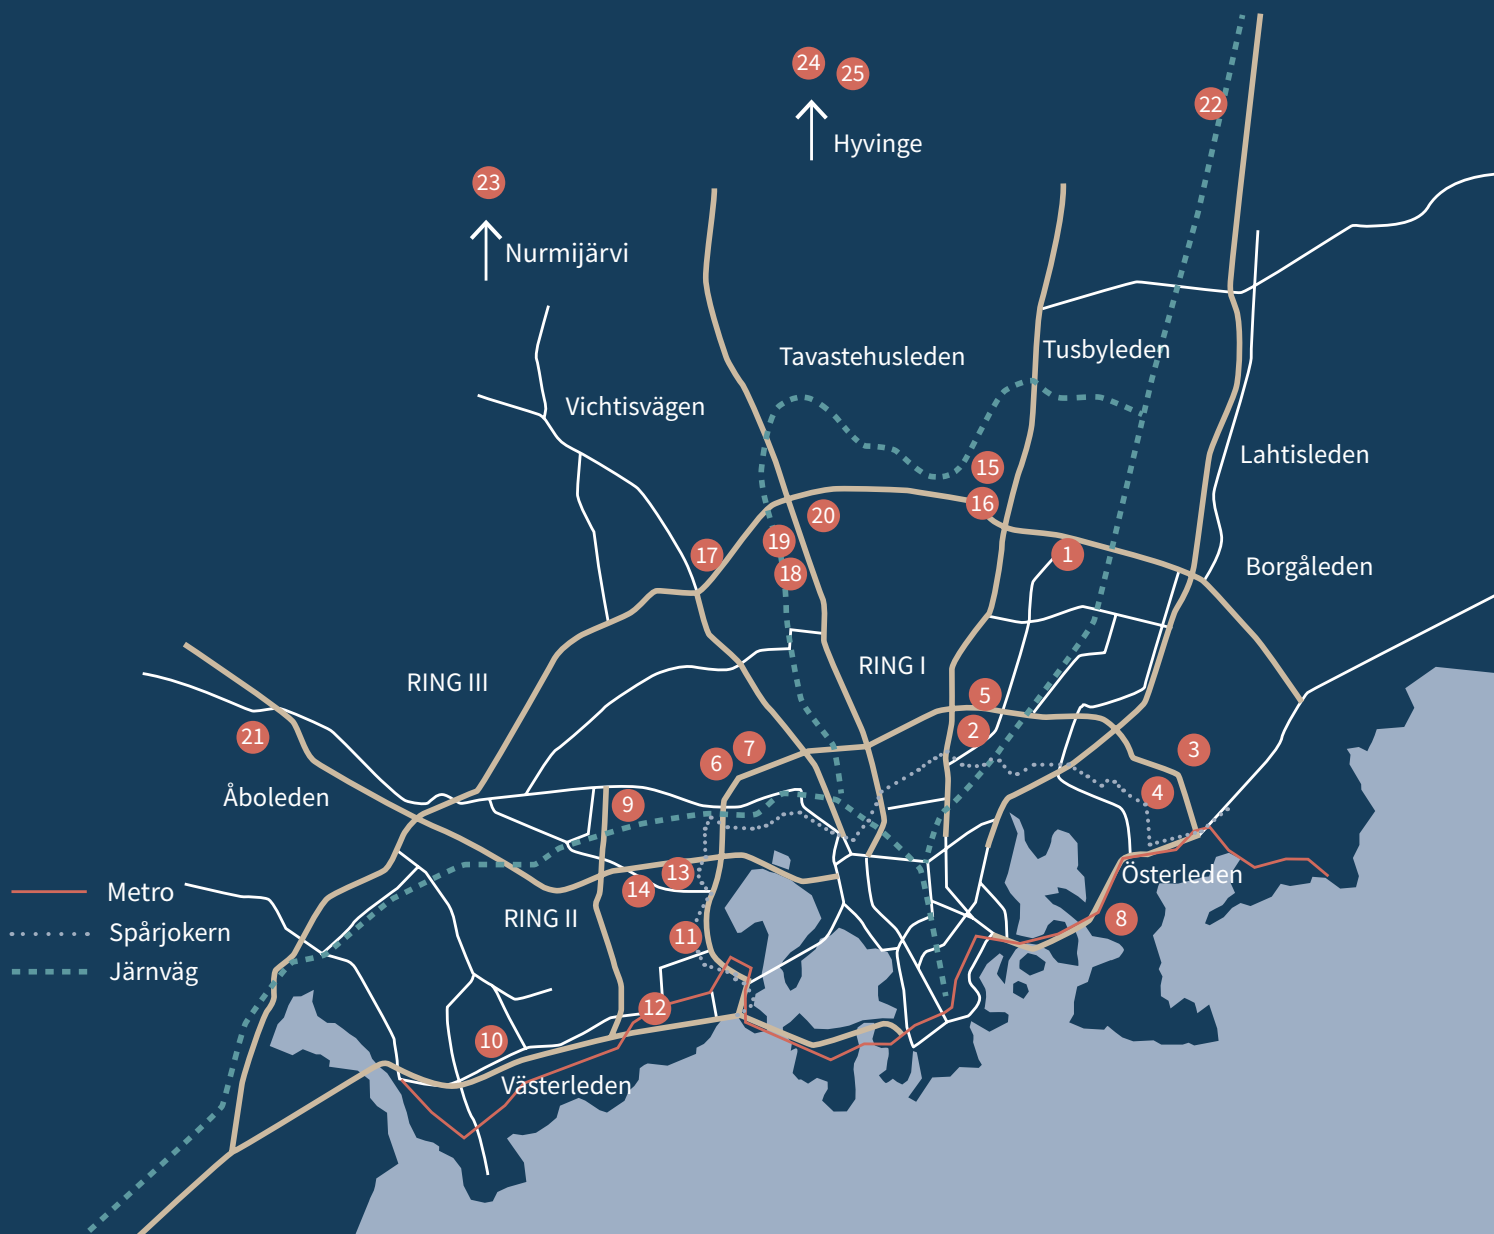 24
25
22
Hyvinge
23
Nurmijärvi
Tavastehusleden
Tusbyleden
Vichtisvägen
Lahtisleden
15
16
20
19
17
1
18
Borgåleden
RING I
RING III
5
2
21
7
6
3
4
Åboleden
9
13
14
Österleden
Metro
RING II
8
Spårjokern
11
Järnväg
12
10
Västerleden